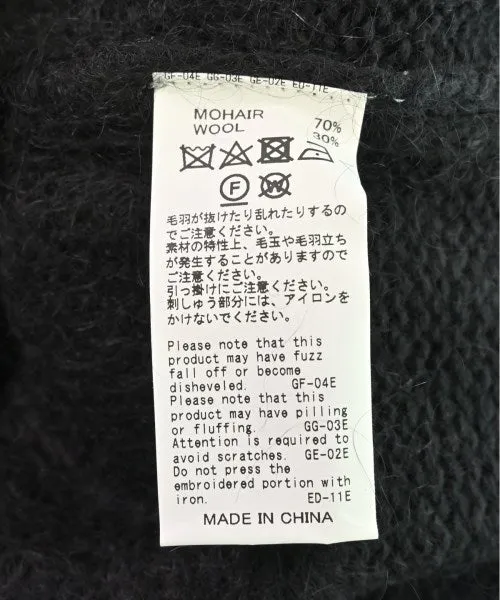 GF-04E GG-03E GE-02E ED-11E
MOHAIR 70%
WOOL 30%
F W
毛羽が抜けたり乱れたりするの
でご注意ください。
素材の特性上、毛玉や毛羽立ち
が発生することがありますので
ご注意ください。
引っ掛けにご注意ください。
刺しゅう部分には、アイロンを
かけないでください。
Please note that this
product may have fuzz
fall off or become
disheveled. GF-04E
Please note that this
product may have pilling
or fluffing. GG-03E
Attention is required to
avoid scratches. GE-02E
Do not press the
embroidered portion with
iron. ED-11E
MADE IN CHINA